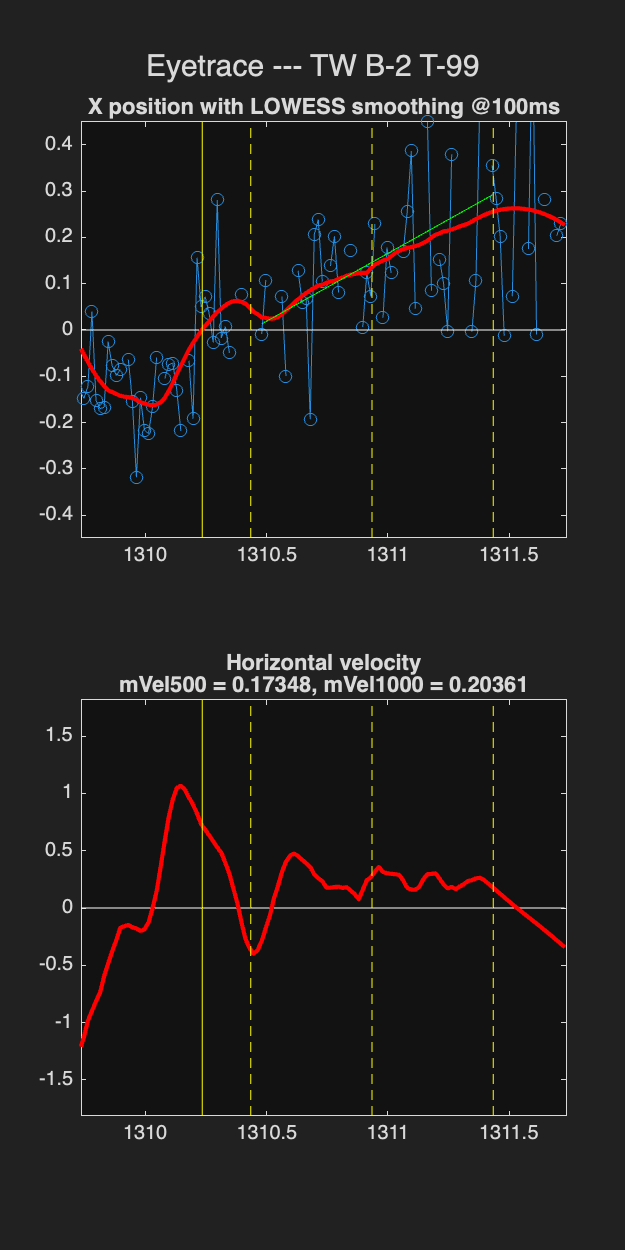 Eyetrace --- TW B-2 T-99
X position with LOWESS smoothing @100ms
0.4
0.3
0.2
0.1
0
-0.1
-0.2
-0.3
-0.4
1310 1310.5 1311 1311.5
Horizontal velocity
mVel500 = 0.17348, mVel1000 = 0.20361
1.5
1
0.5
0
-0.5
-1
-1.5
1310 1310.5 1311 1311.5